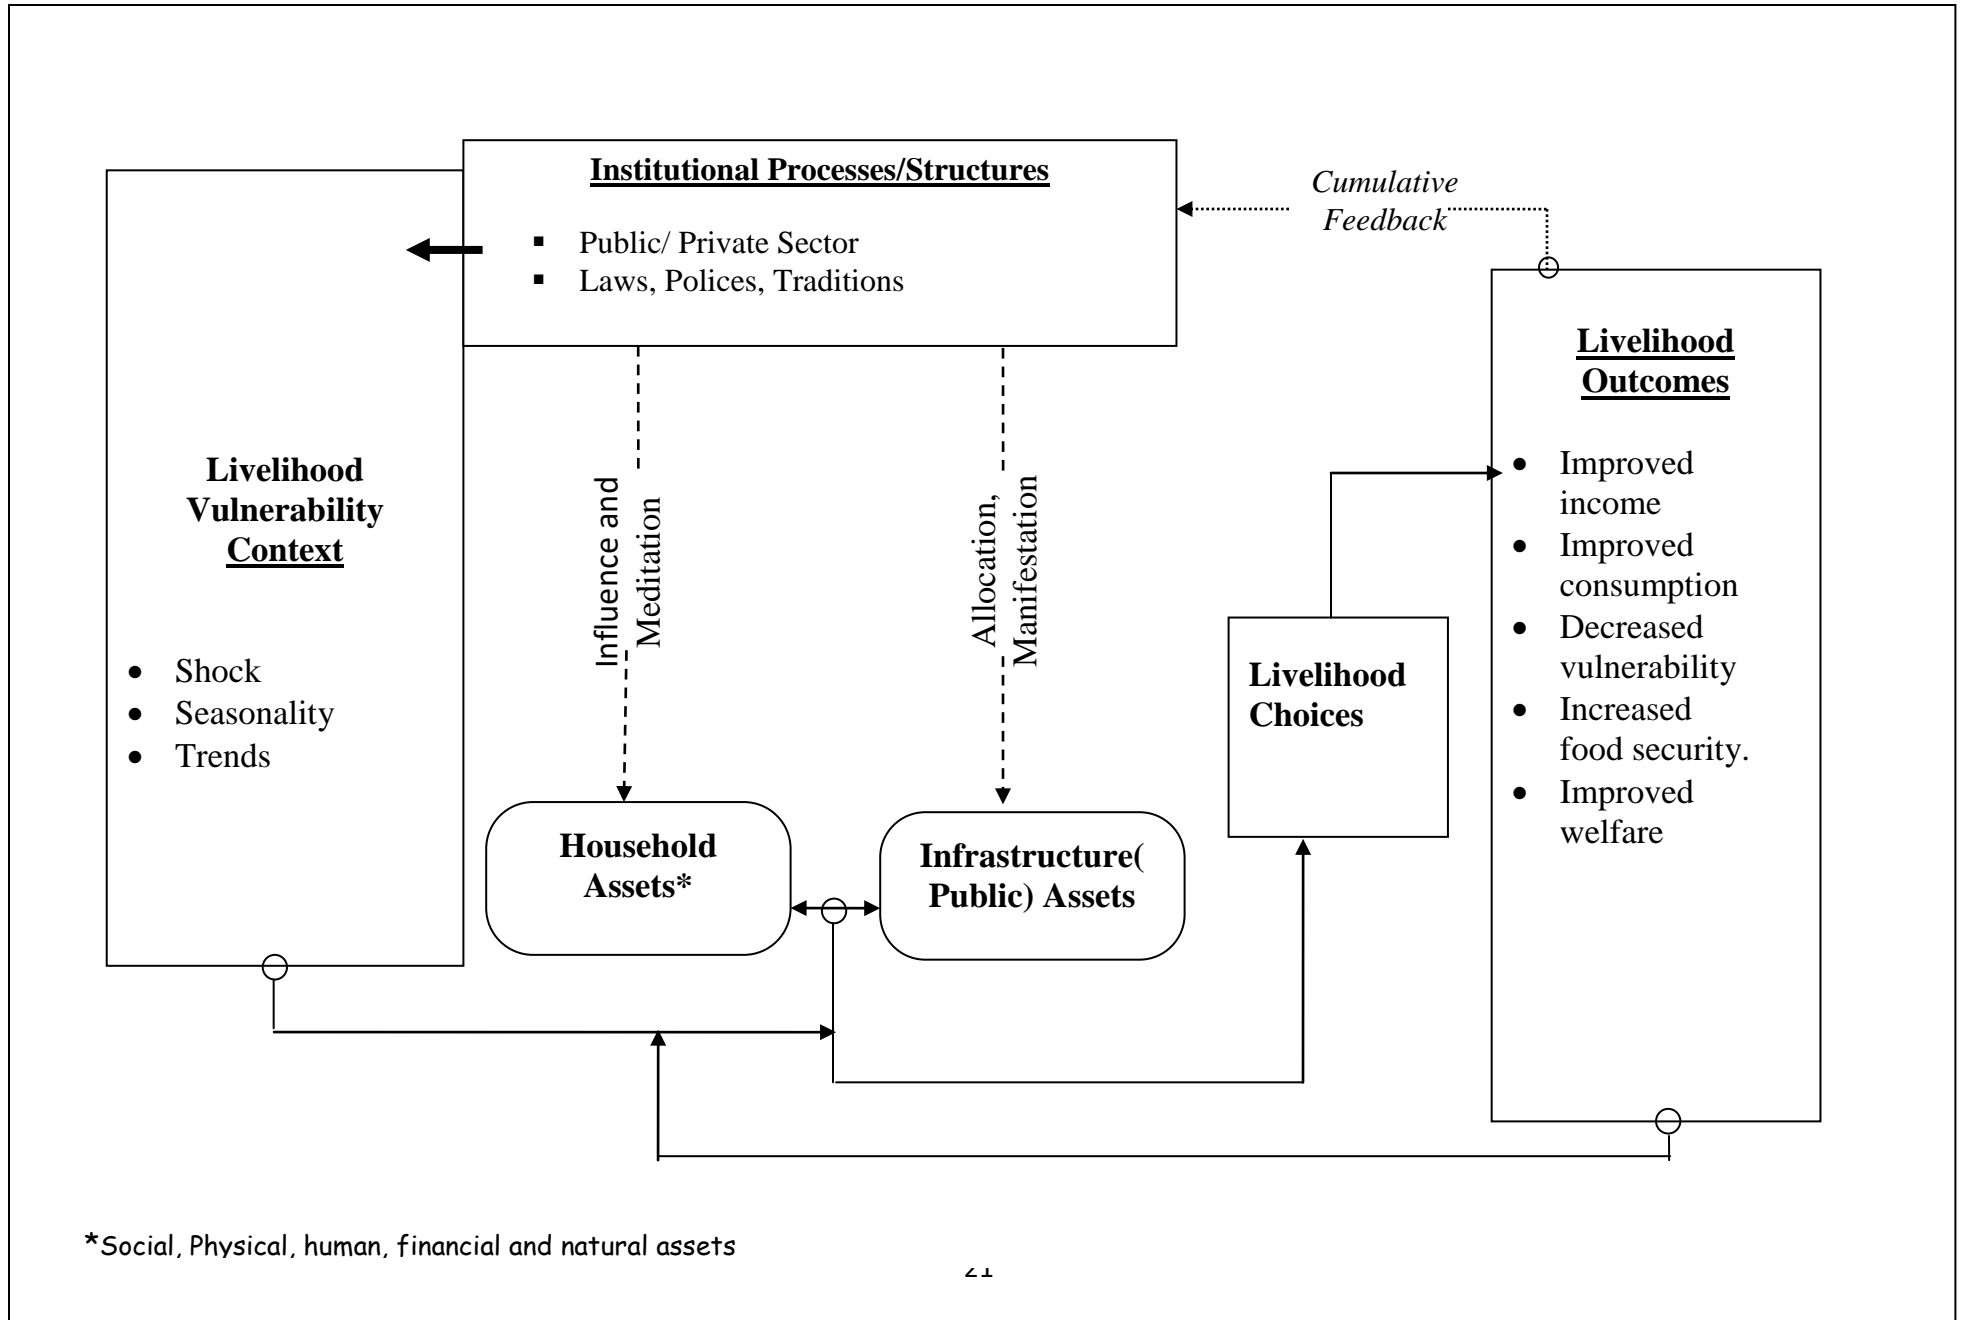 Institutional Processes/Structures
▪ Public/ Private Sector
▪ Laws, Polices, Traditions
Cumulative
Feedback
Livelihood
Vulnerability
Context
• Shock
• Seasonality
• Trends
Influence and
Meditation
Allocation,
Manifestation
Household
Assets*
Infrastructure(
Public) Assets
Livelihood
Choices
Livelihood
Outcomes
• Improved
income
• Improved
consumption
• Decreased
vulnerability
• Increased
food security.
• Improved
welfare
*Social, Physical, human, financial and natural assets
21